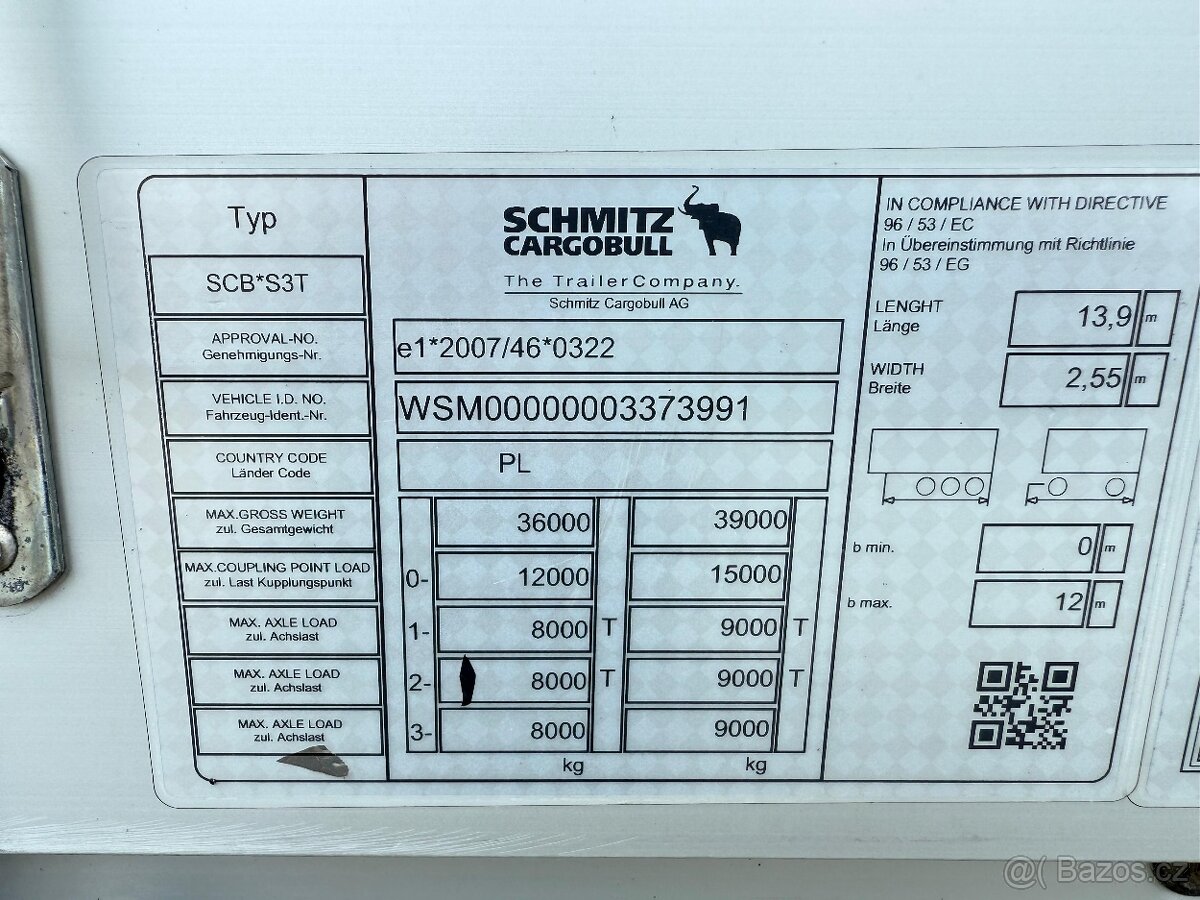 Typ
SCB*S3T
SCHMITZ
CARGOBULL
The TrailerCompany.
Schmitz Cargobull AG
APPROVAL-NO.
Genehmigungs-Nr.
e1*2007/46*0322
VEHICLE I.D. NO.
Fahrzeug-Ident.-Nr.
WSM00000003373991
COUNTRY CODE
Länder Code
PL
MAX.GROSS WEIGHT
zul. Gesamtgewicht
36000 39000
MAX.COUPLING POINT LOAD
zul. Last Kupplungspunkt
0- 12000 15000
MAX. AXLE LOAD
zul. Achslast
1- 8000 T 9000 T
MAX. AXLE LOAD
zul. Achslast
2- 8000 T 9000 T
MAX. AXLE LOAD
zul. Achslast
3- 8000 9000
kg kg
IN COMPLIANCE WITH DIRECTIVE
96 / 53 / EC
In Übereinstimmung mit Richtlinie
96 / 53 / EG
LENGHT
Länge
13,9 m
WIDTH
Breite
2,55 m
b min. 0 m
b max. 12 m
@( Bazos.cz